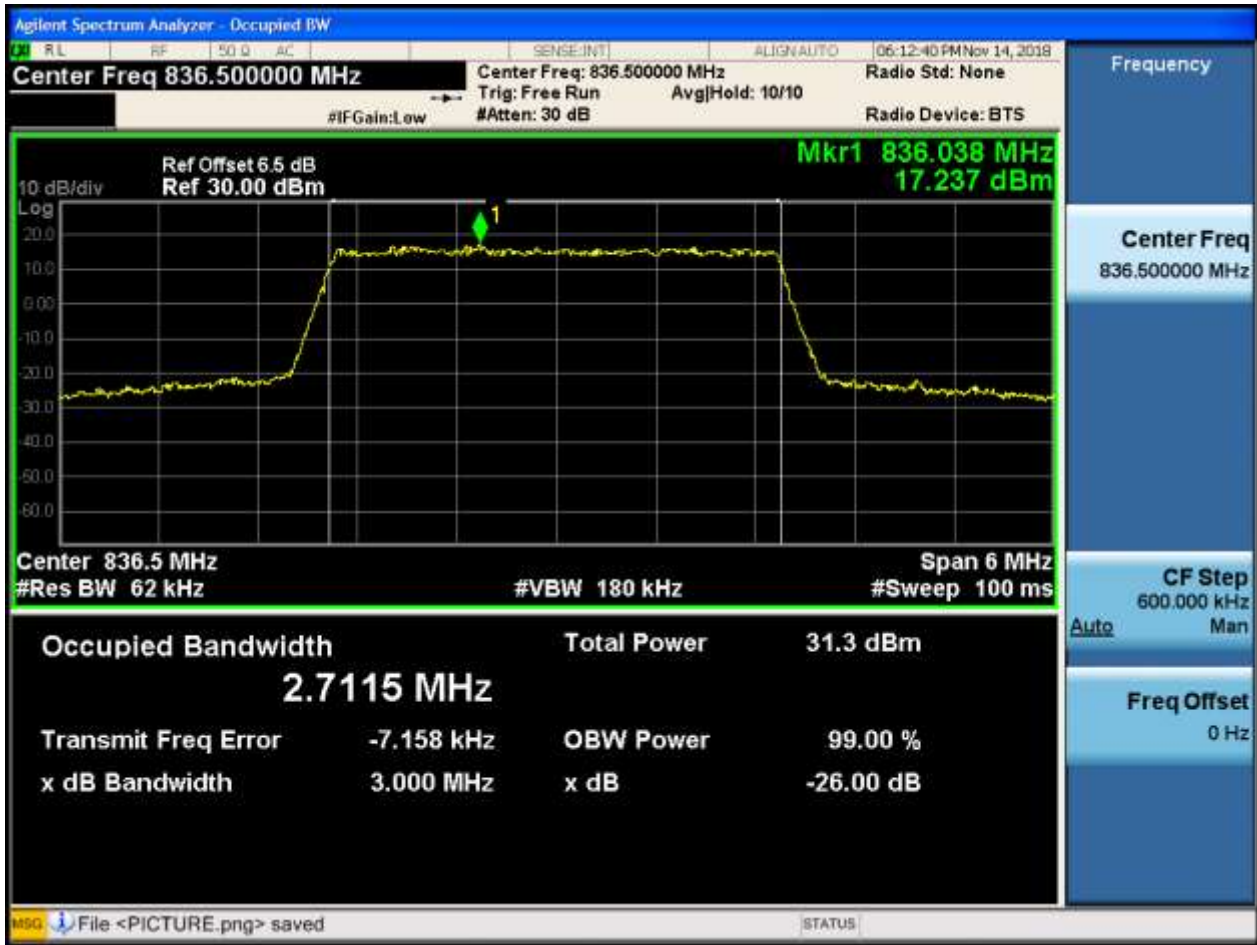 Agilent Spectrum Analyzer - Occupied BW
RL RF 50 Ω AC SENSE:INT ALIGN AUTO 06:12:40 PM Nov 14, 2018
Center Freq 836.500000 MHz
Center Freq: 836.500000 MHz
Radio Std: None
Trig: Free Run Avg|Hold: 10/10
#IFGain:Low
#Atten: 30 dB
Radio Device: BTS
Frequency
Mkr1 836.038 MHz
17.237 dBm
Ref Offset 6.5 dB
10 dB/div Ref 30.00 dBm
Log
1
20.0
10.0
0.00
-10.0
-20.0
-30.0
-40.0
-50.0
-60.0
Center Freq
836.500000 MHz
Center 836.5 MHz Span 6 MHz
#Res BW 62 kHz #VBW 180 kHz #Sweep 100 ms
CF Step
600.000 kHz
Auto Man
Occupied Bandwidth Total Power 31.3 dBm
2.7115 MHz
Transmit Freq Error -7.158 kHz OBW Power 99.00 %
x dB Bandwidth 3.000 MHz x dB -26.00 dB
Freq Offset
0 Hz
MSG File <PICTURE.png> saved STATUS